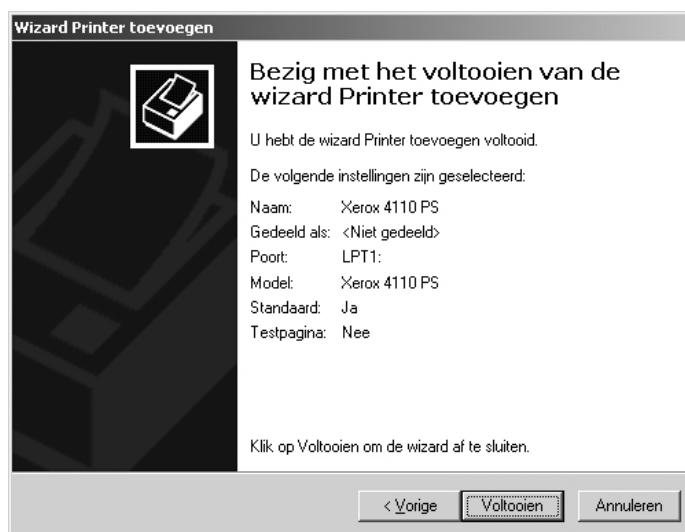 Wizard Printer toevoegen
Bezig met het voltooien van de
wizard Printer toevoegen
U hebt de wizard Printer toevoegen voltooid.
De volgende instellingen zijn geselecteerd:
Naam: Xerox 4110 PS
Gedeeld als: <Niet gedeeld>
Poort: LPT1:
Model: Xerox 4110 PS
Standaard: Ja
Testpagina: Nee
Klik op Voltooien om de wizard af te sluiten.
< Vorige Voltooien Annuleren